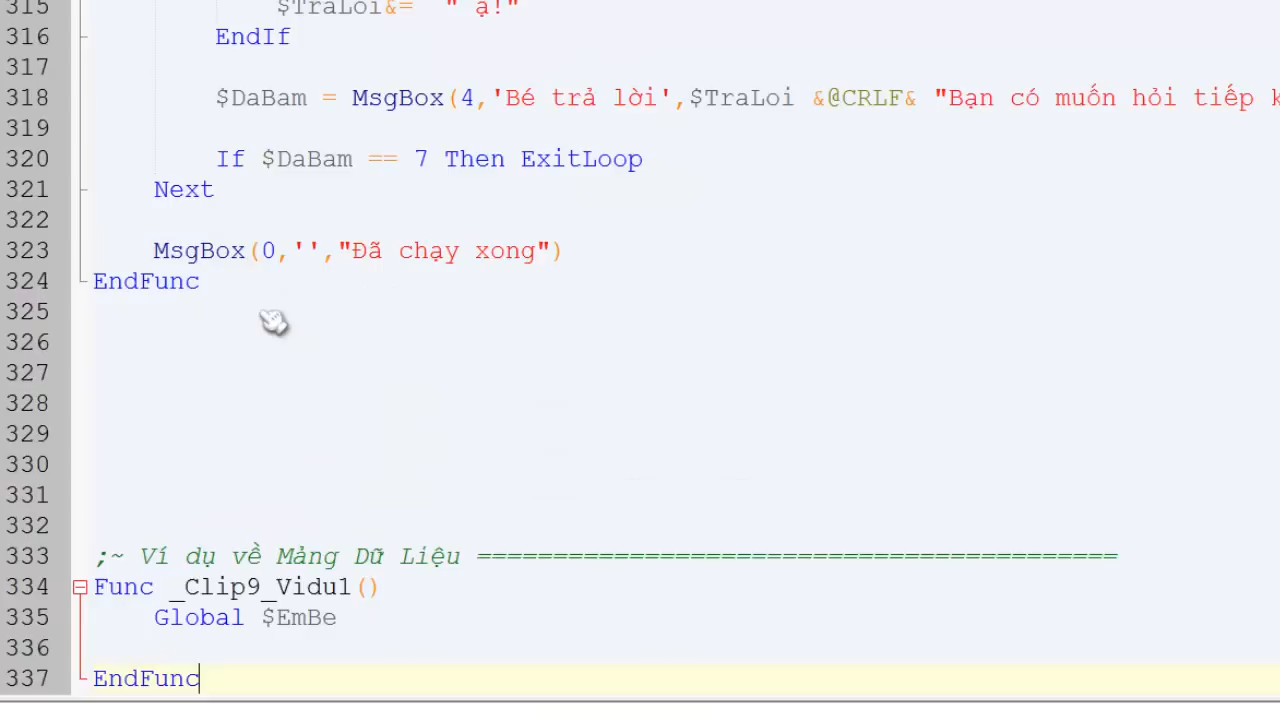 315 $TraLoi&= " ạ!"
316 EndIf
317
318 $DaBam = MsgBox(4,'Bé trả lời',$TraLoi &@CRLF& "Bạn có muốn hỏi tiếp k
319
320 If $DaBam == 7 Then ExitLoop
321 Next
322
323 MsgBox(0,'',"Đã chạy xong")
324 EndFunc
325
326
327
328
329
330
331
332
333 ;~ Ví dụ về Mảng Dữ Liệu ==========================================
334 Func _Clip9_Vidu1()
335 Global $EmBe
336
337 EndFunc